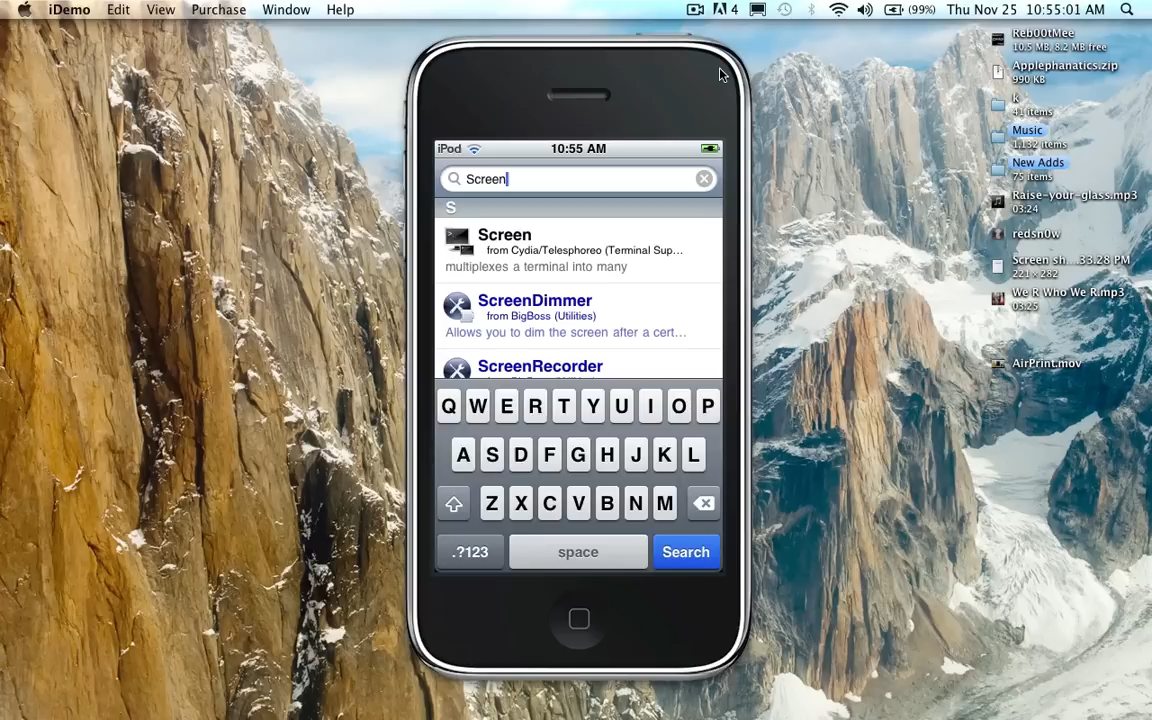 iDemo Edit View Purchase Window Help 4 (99%) Thu Nov 25 10:55:01 AM
Reb00tMee
10.5 MB, 8.2 MB free
Applephanatics.zip
990 KB
k
41 items
Music
1,132 items
New Adds
75 items
Raise-your-glass.mp3
03:24
redsn0w
Screen sh....33.28 PM
221 × 282
We R Who We R.mp3
03:25
AirPrint.mov
iPod 10:55 AM
Screen
S
Screen
from Cydia/Telesphoreo (Terminal Sup...
multiplexes a terminal into many
ScreenDimmer
from BigBoss (Utilities)
Allows you to dim the screen after a cert...
ScreenRecorder
Q W E R T Y U I O P
A S D F G H J K L
Z X C V B N M
.?123 space Search